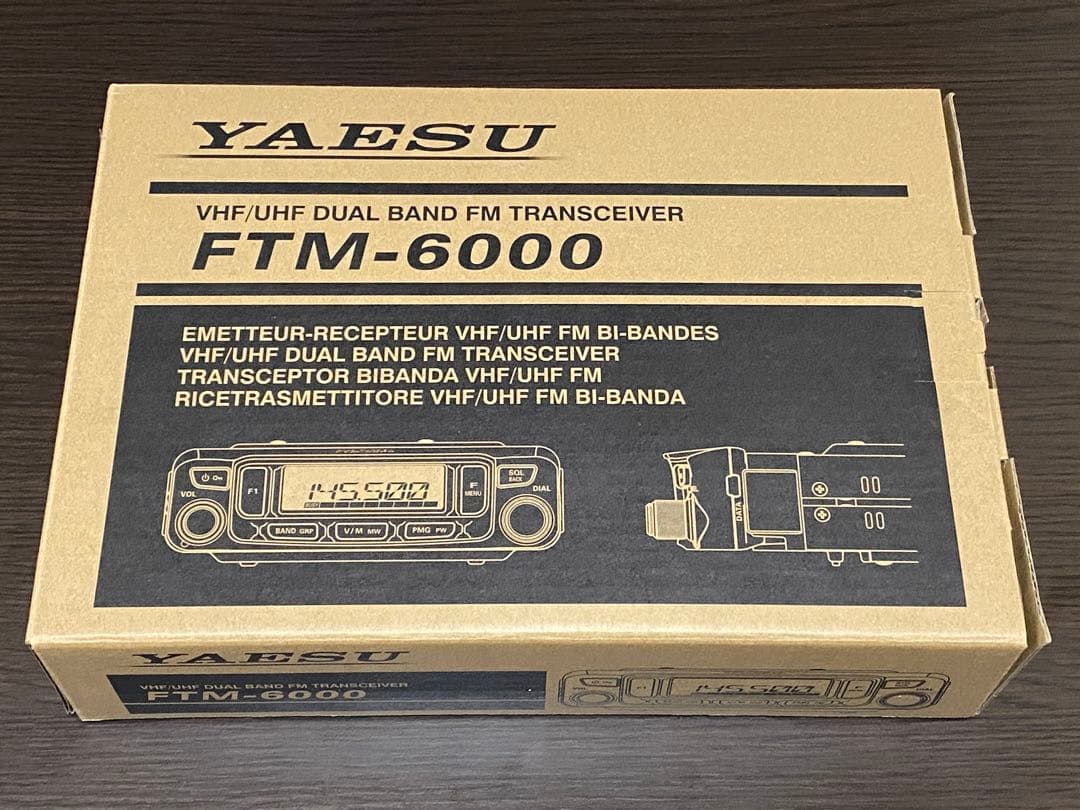 YAESU
VHF/UHF DUAL BAND FM TRANSCEIVER
FTM-6000
EMETTEUR-RECEPTEUR VHF/UHF FM BI-BANDES
VHF/UHF DUAL BAND FM TRANSCEIVER
TRANSCEPTOR BIBANDA VHF/UHF FM
RICETRASMETTITORE VHF/UHF FM BI-BANDA
YAESU
VOL
F1
145.500
F
MENU
SQL
BACK
DIAL
BAND GRP
V/M MW
PMG PW
DATA
YAESU
VHF/UHF DUAL BAND FM TRANSCEIVER
FTM-6000
145.500